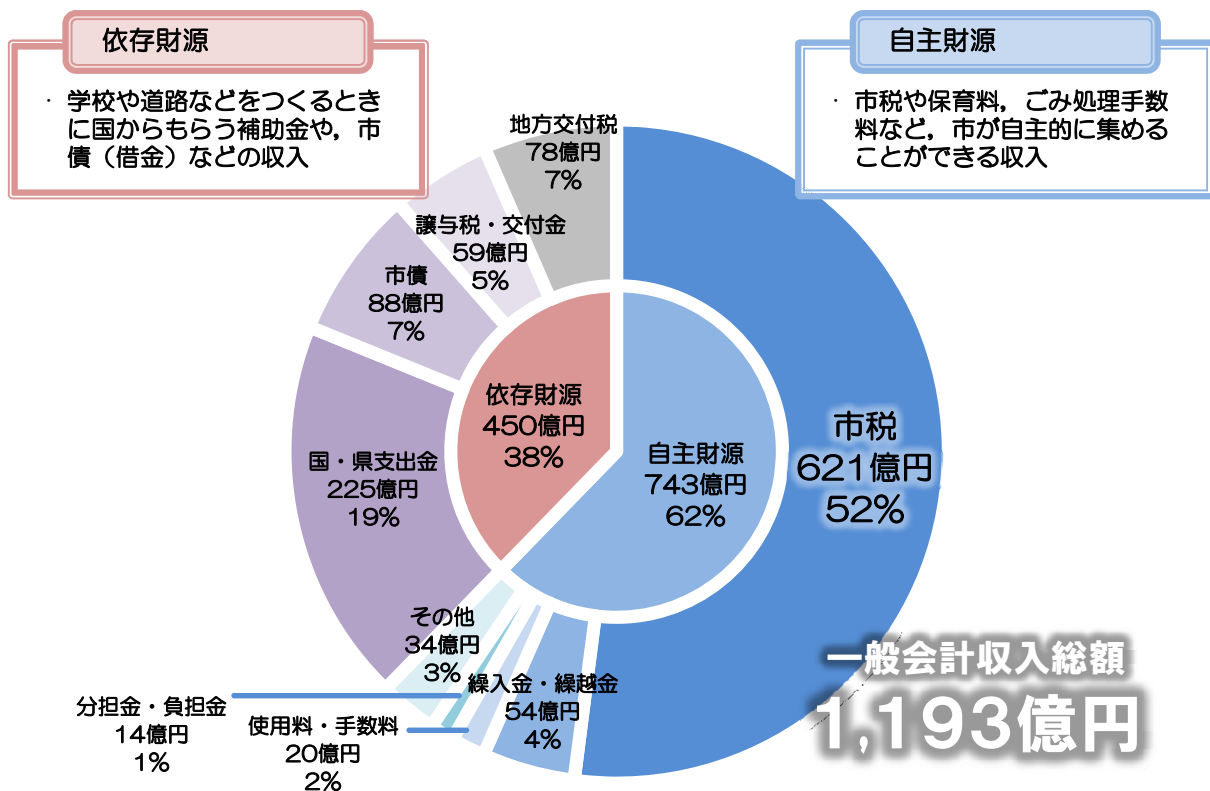 依存財源
・ 学校や道路などをつくるとき
に国からもらう補助金や，市
債（借金）などの収入
自主財源
・ 市税や保育料，ごみ処理手数
料など，市が自主的に集める
ことができる収入
地方交付税
78億円
7%
譲与税・交付金
59億円
5%
市債
88億円
7%
国・県支出金
225億円
19%
依存財源
450億円
38%
自主財源
743億円
62%
市税
621億円
52%
その他
34億円
3%
繰入金・繰越金
54億円
4%
分担金・負担金
14億円
1%
使用料・手数料
20億円
2%
一般会計収入総額
1,193億円